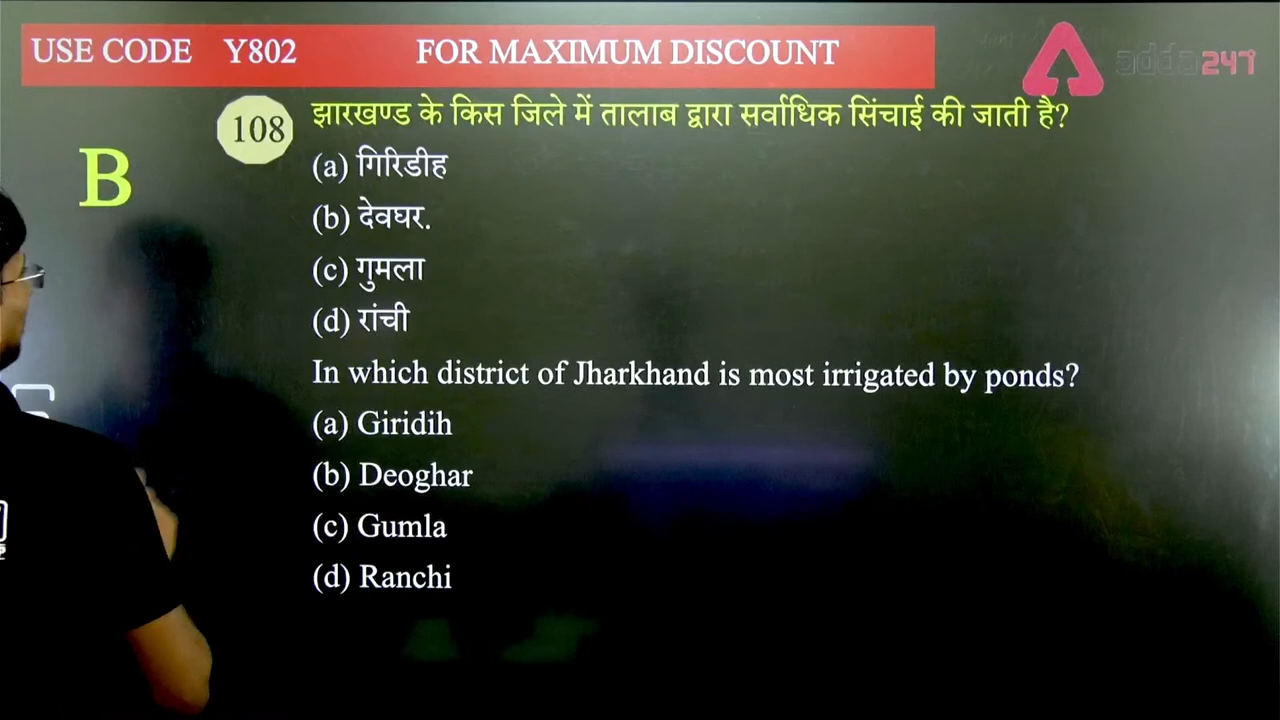 USE CODE Y802 FOR MAXIMUM DISCOUNT
adda247
108 झारखण्ड के किस जिले में तालाब द्वारा सर्वाधिक सिंचाई की जाती है?
B
(a) गिरिडीह
(b) देवघर.
(c) गुमला
(d) रांची
In which district of Jharkhand is most irrigated by ponds?
(a) Giridih
(b) Deoghar
(c) Gumla
(d) Ranchi